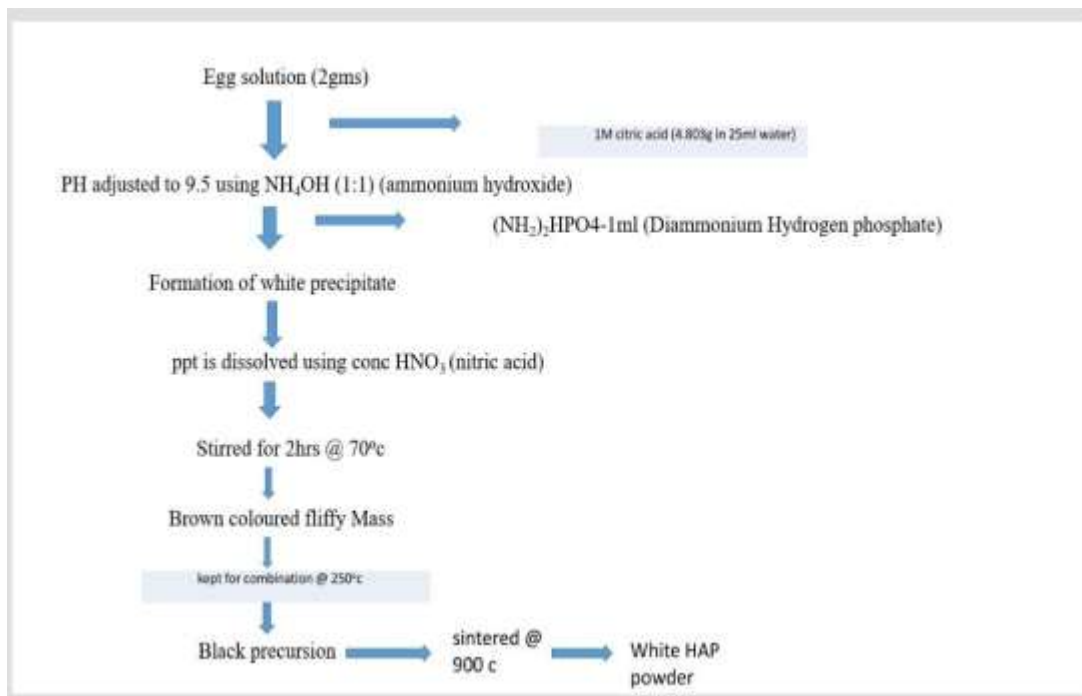 Egg solution (2gms)
1M citric acid (4.803g in 25ml water)
PH adjusted to 9.5 using NH₄OH (1:1) (ammonium hydroxide)
(NH₂)₂HPO4-1ml (Diammonium Hydrogen phosphate)
Formation of white precipitate
ppt is dissolved using conc HNO₃ (nitric acid)
Stirred for 2hrs @ 70⁰c
Brown coloured fliffy Mass
kept for combination @ 250⁰c
Black precursion
sintered @
900 c
White HAP
powder